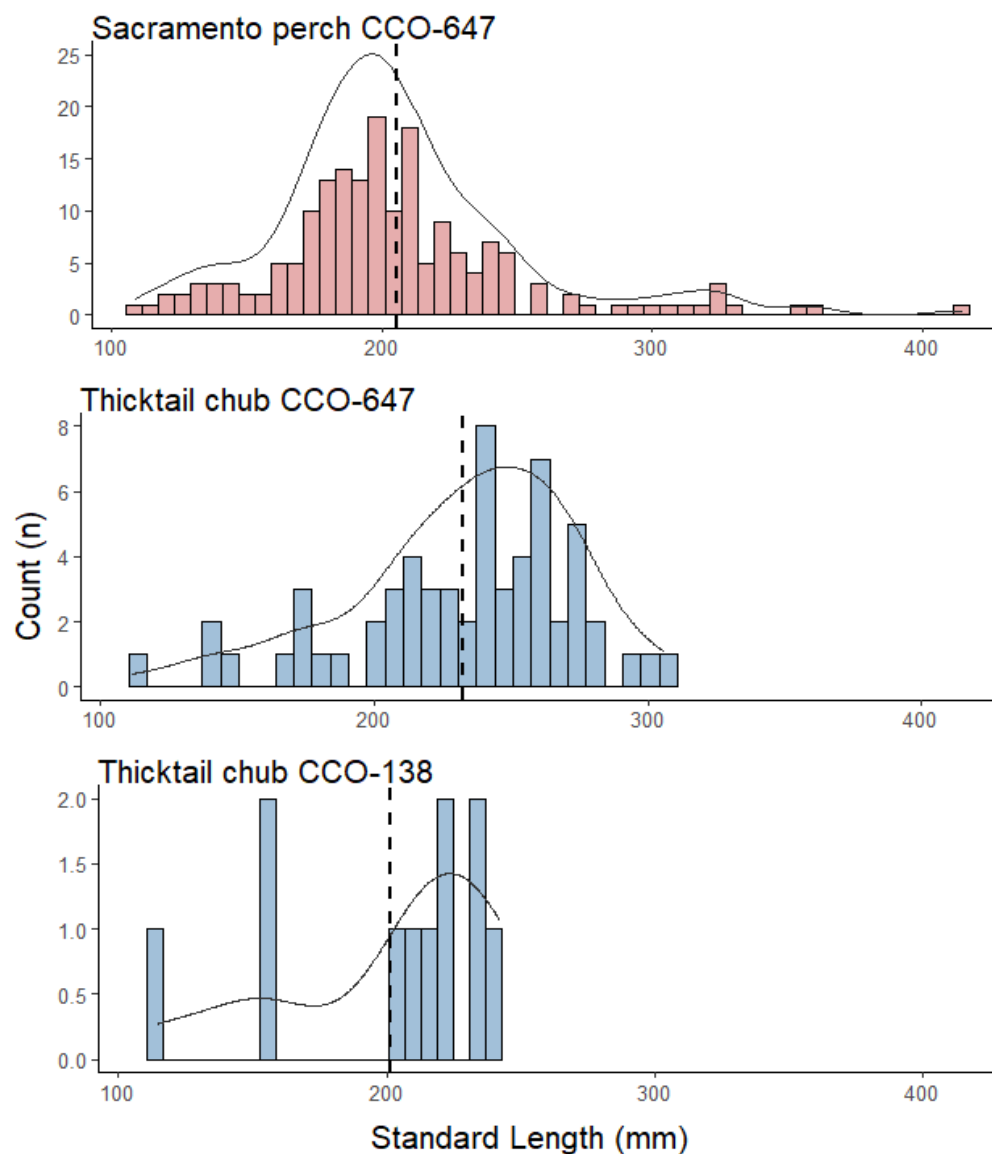 Sacramento perch CCO-647
25
20
15
10
5
0
100 200 300 400
Thicktail chub CCO-647
8
6
4
2
0
100 200 300 400
Count (n)
Thicktail chub CCO-138
2.0
1.5
1.0
0.5
0.0
100 200 300 400
Standard Length (mm)